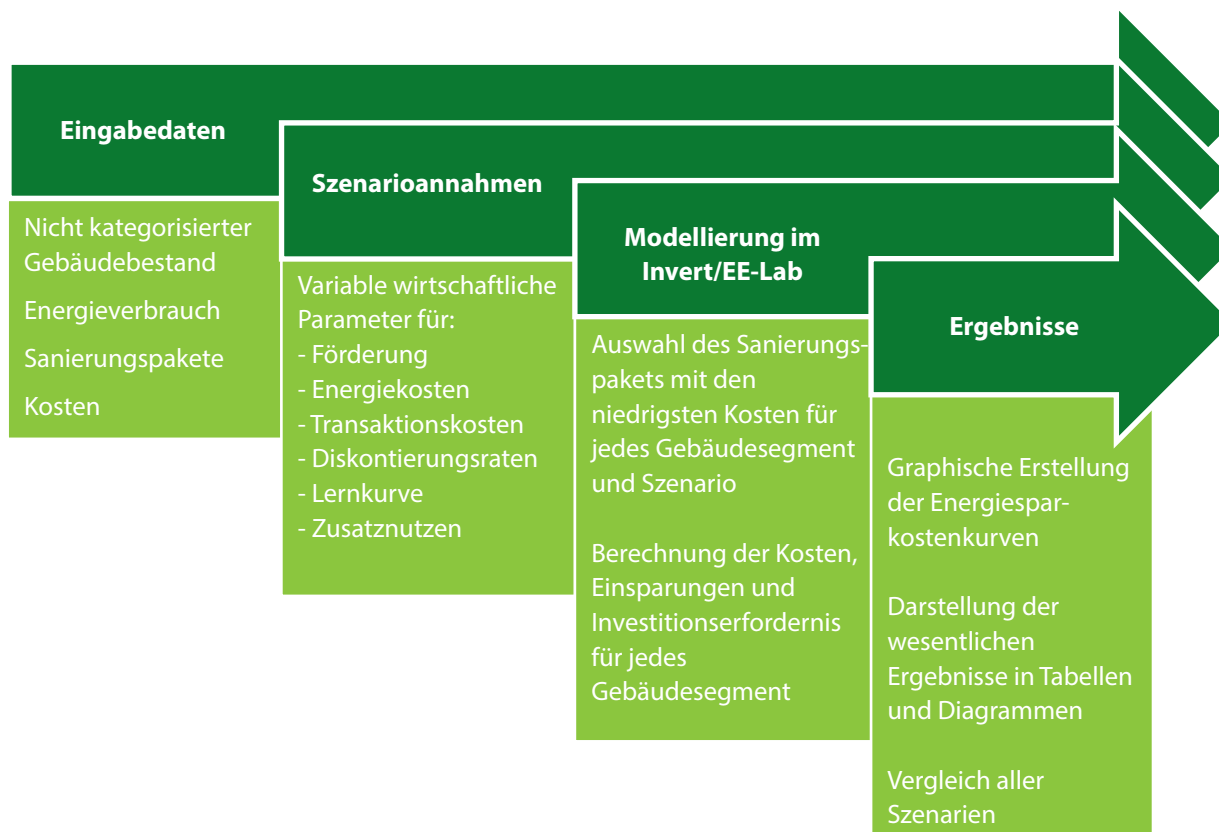 Eingabedaten
Nicht kategorisierter
Gebäudebestand
Energieverbrauch
Sanierungspakete
Kosten
Szenarioannahmen
Variable wirtschaftliche
Parameter für:
- Förderung
- Energiekosten
- Transaktionskosten
- Diskontierungsraten
- Lernkurve
- Zusatznutzen
Modellierung im
Invert/EE-Lab
Auswahl des Sanierungs-
pakets mit den
niedrigsten Kosten für
jedes Gebäudesegment
und Szenario
Berechnung der Kosten,
Einsparungen und
Investitionserfordernis
für jedes
Gebäudesegment
Ergebnisse
Graphische Erstellung
der Energiespar-
kostenkurven
Darstellung der
wesentlichen
Ergebnisse in Tabellen
und Diagrammen
Vergleich aller
Szenarien